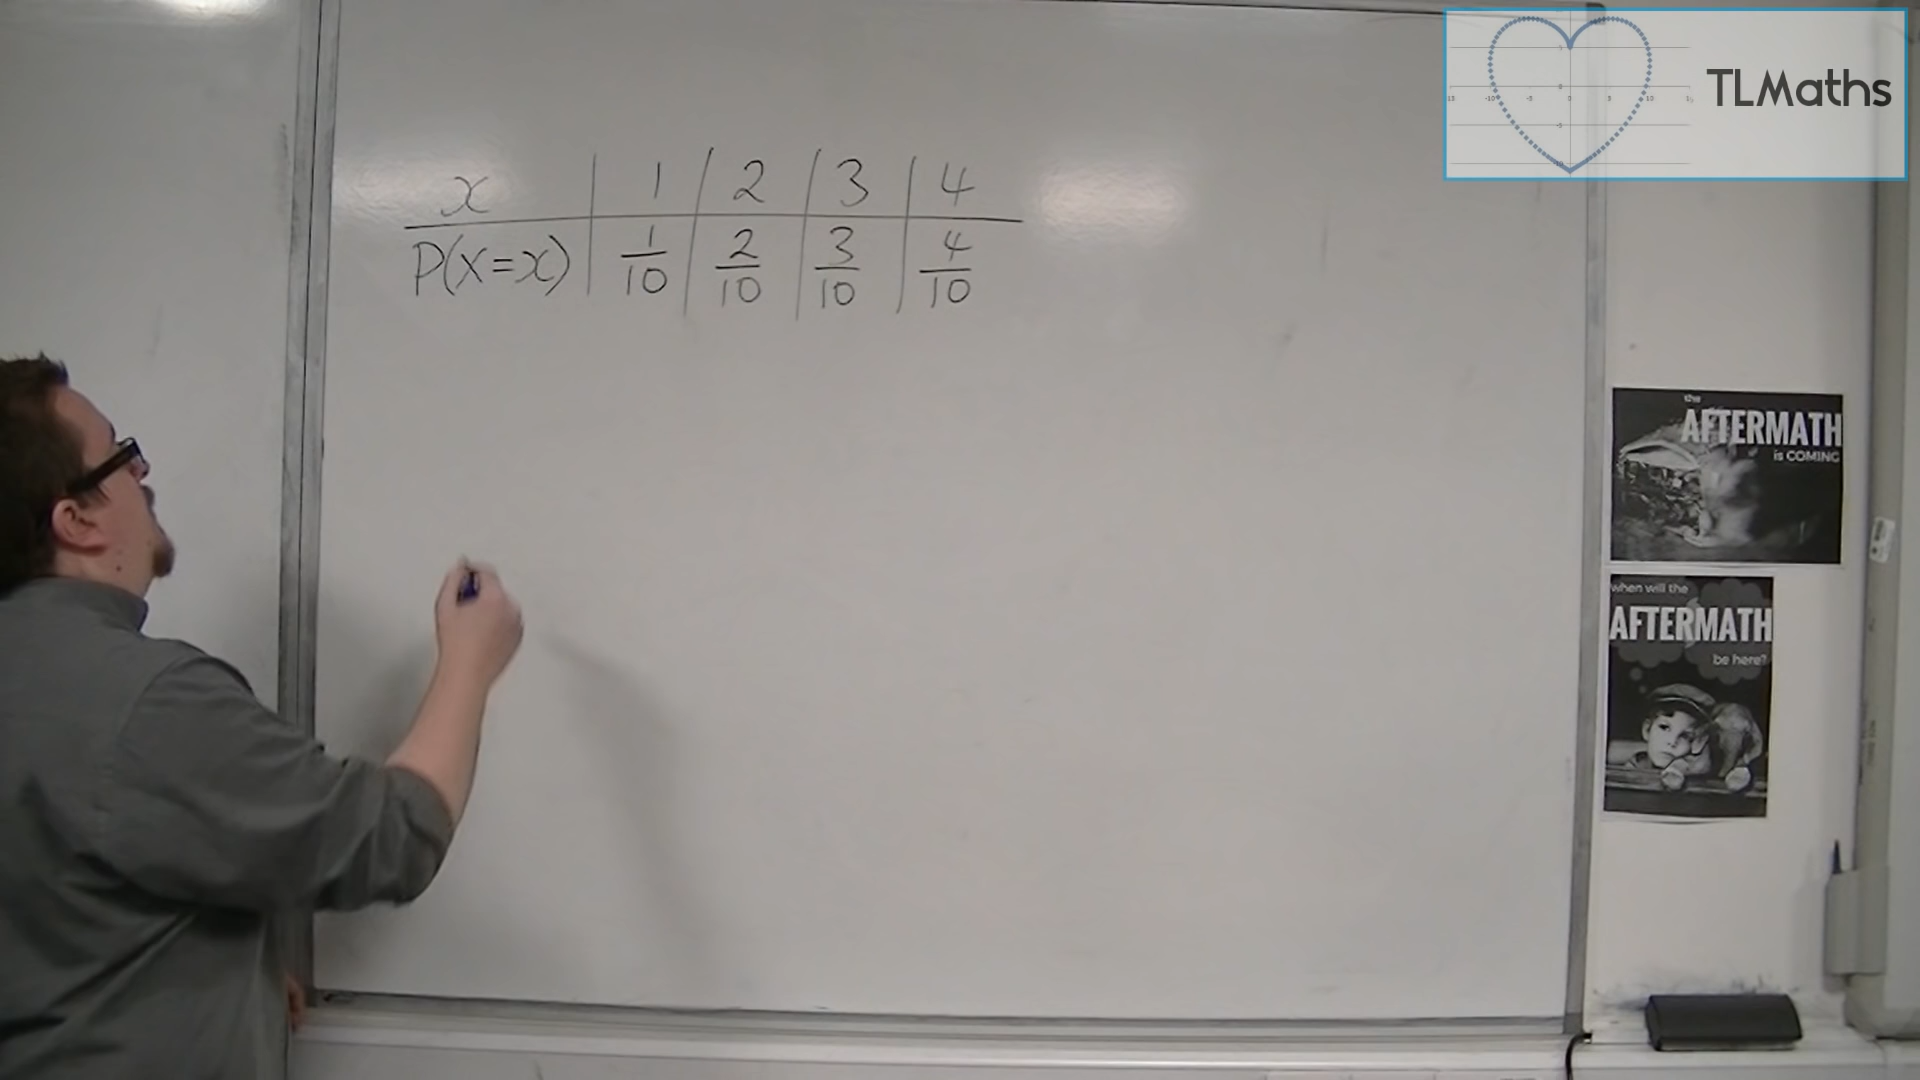 x 1 2 3 4
P(X=x) 1/10 2/10 3/10 4/10
TLMaths
the
AFTERMATH
is COMING
when will the
AFTERMATH
be here?